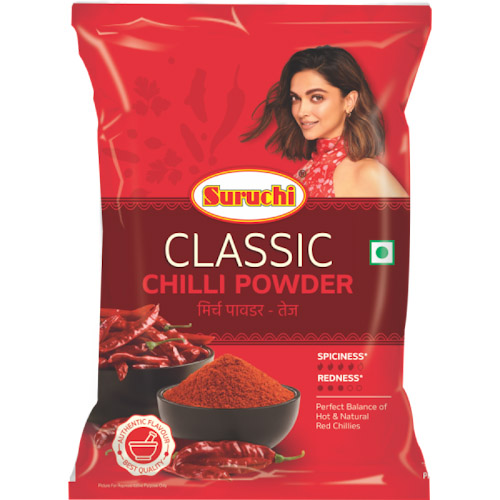 Suruchi®
CLASSIC
CHILLI POWDER
मिर्च पावडर - तेज
SPICINESS*
REDNESS*
Perfect Balance of
Hot & Natural
Red Chillies
AUTHENTIC FLAVOUR
BEST QUALITY